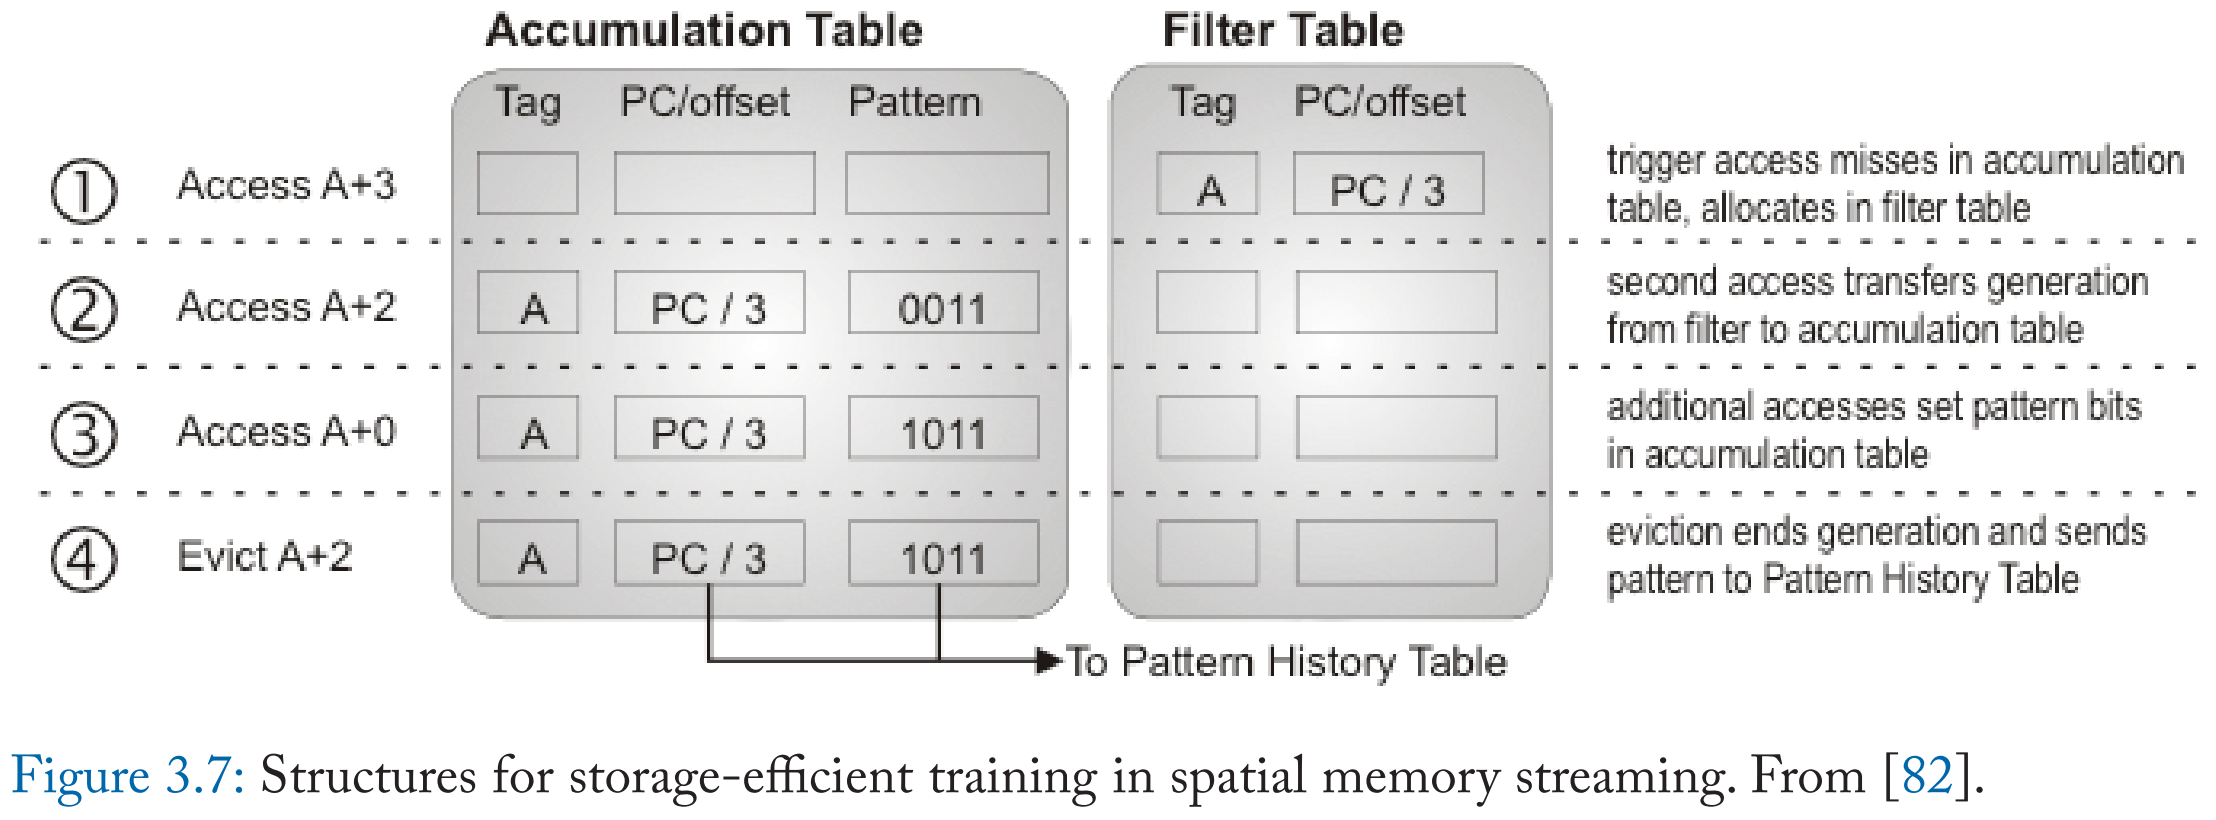 Accumulation Table Filter Table
Tag PC/offset Pattern Tag PC/offset
① Access A+3 A PC / 3 trigger access misses in accumulation
table, allocates in filter table
② Access A+2 A PC / 3 0011 second access transfers generation
from filter to accumulation table
③ Access A+0 A PC / 3 1011 additional accesses set pattern bits
in accumulation table
④ Evict A+2 A PC / 3 1011 eviction ends generation and sends
pattern to Pattern History Table
To Pattern History Table
Figure 3.7: Structures for storage-efficient training in spatial memory streaming. From [82].